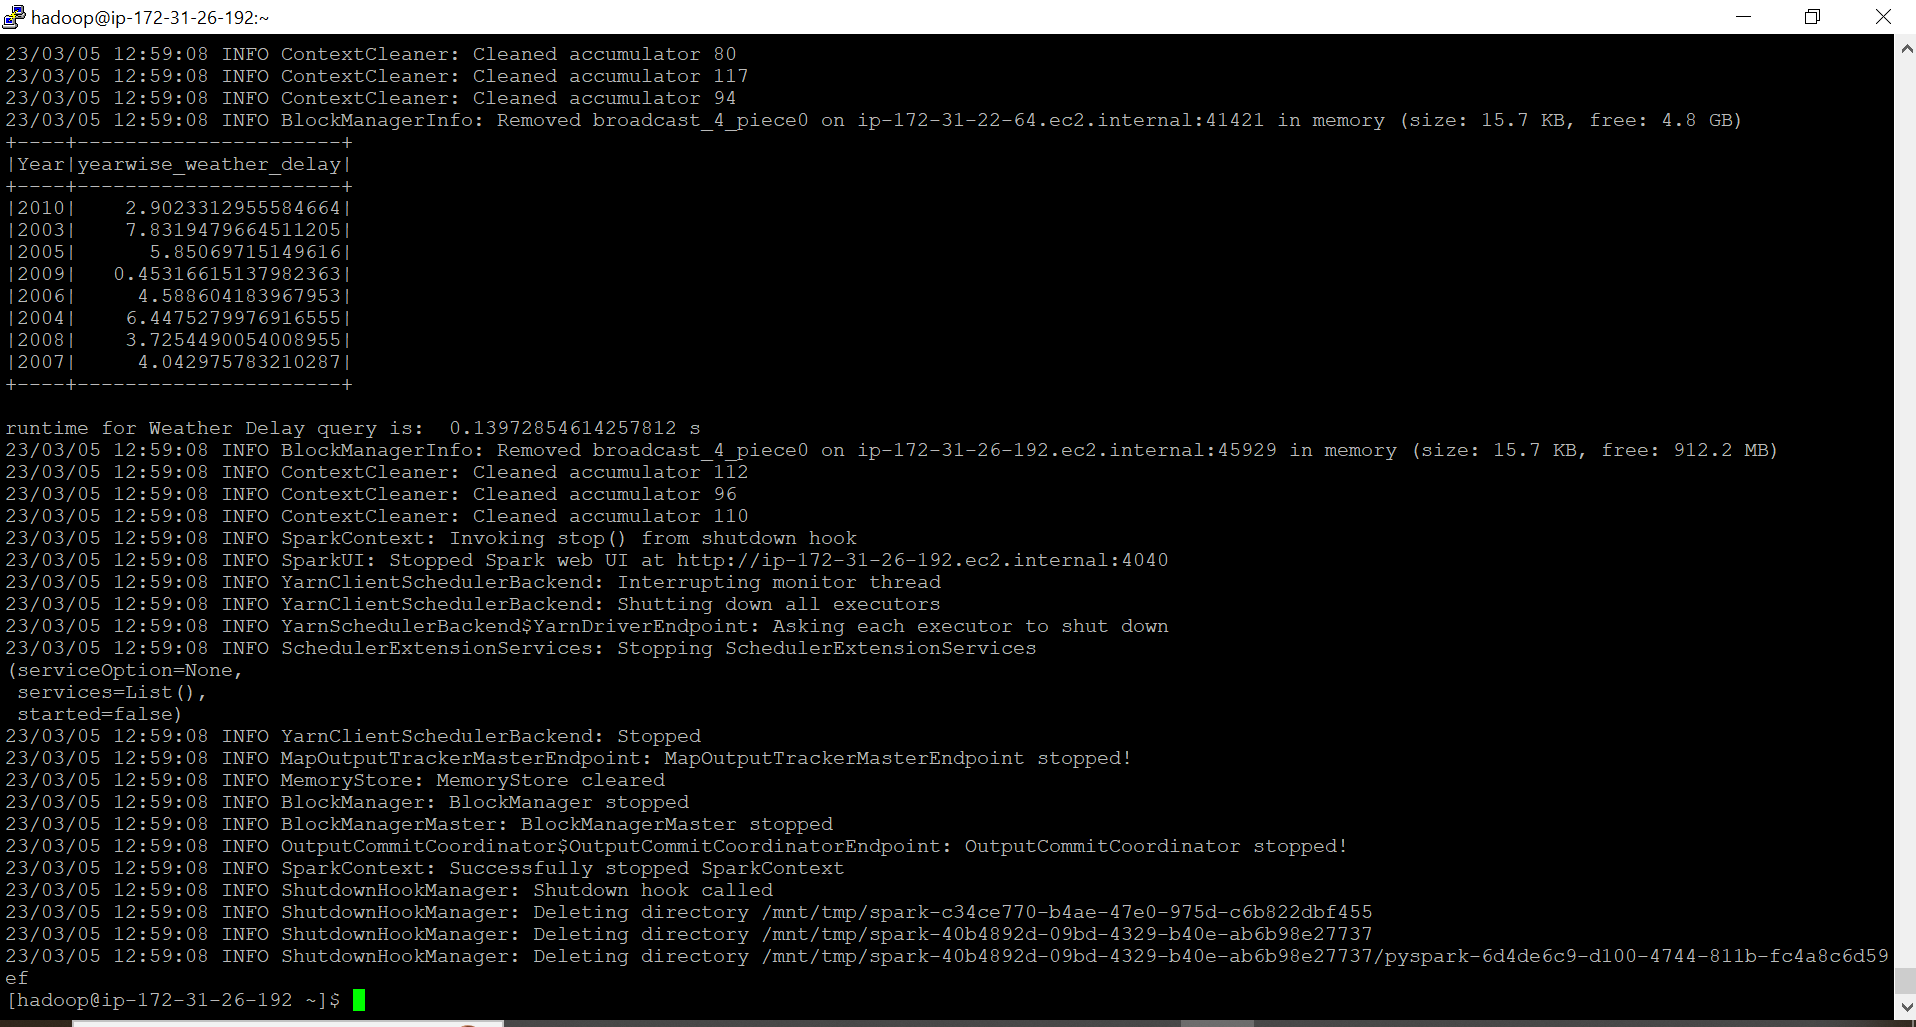 hadoop@ip-172-31-26-192:~
23/03/05 12:59:08 INFO ContextCleaner: Cleaned accumulator 80
23/03/05 12:59:08 INFO ContextCleaner: Cleaned accumulator 117
23/03/05 12:59:08 INFO ContextCleaner: Cleaned accumulator 94
23/03/05 12:59:08 INFO BlockManagerInfo: Removed broadcast_4_piece0 on ip-172-31-22-64.ec2.internal:41421 in memory (size: 15.7 KB, free: 4.8 GB)
+----+----------------------+
|Year|yearwise_weather_delay|
+----+----------------------+
|2010|    2.9023312955584664|
|2003|    7.8319479664511205|
|2005|      5.85069715149616|
|2009|   0.45316615137982363|
|2006|     4.588604183967953|
|2004|    6.4475279976916555|
|2008|    3.7254490054008955|
|2007|     4.042975783210287|
+----+----------------------+
runtime for Weather Delay query is:  0.13972854614257812 s
23/03/05 12:59:08 INFO BlockManagerInfo: Removed broadcast_4_piece0 on ip-172-31-26-192.ec2.internal:45929 in memory (size: 15.7 KB, free: 912.2 MB)
23/03/05 12:59:08 INFO ContextCleaner: Cleaned accumulator 112
23/03/05 12:59:08 INFO ContextCleaner: Cleaned accumulator 96
23/03/05 12:59:08 INFO ContextCleaner: Cleaned accumulator 110
23/03/05 12:59:08 INFO SparkContext: Invoking stop() from shutdown hook
23/03/05 12:59:08 INFO SparkUI: Stopped Spark web UI at http://ip-172-31-26-192.ec2.internal:4040
23/03/05 12:59:08 INFO YarnClientSchedulerBackend: Interrupting monitor thread
23/03/05 12:59:08 INFO YarnClientSchedulerBackend: Shutting down all executors
23/03/05 12:59:08 INFO YarnSchedulerBackend$YarnDriverEndpoint: Asking each executor to shut down
23/03/05 12:59:08 INFO SchedulerExtensionServices: Stopping SchedulerExtensionServices
(serviceOption=None,
 services=List(),
 started=false)
23/03/05 12:59:08 INFO YarnClientSchedulerBackend: Stopped
23/03/05 12:59:08 INFO MapOutputTrackerMasterEndpoint: MapOutputTrackerMasterEndpoint stopped!
23/03/05 12:59:08 INFO MemoryStore: MemoryStore cleared
23/03/05 12:59:08 INFO BlockManager: BlockManager stopped
23/03/05 12:59:08 INFO BlockManagerMaster: BlockManagerMaster stopped
23/03/05 12:59:08 INFO OutputCommitCoordinator$OutputCommitCoordinatorEndpoint: OutputCommitCoordinator stopped!
23/03/05 12:59:08 INFO SparkContext: Successfully stopped SparkContext
23/03/05 12:59:08 INFO ShutdownHookManager: Shutdown hook called
23/03/05 12:59:08 INFO ShutdownHookManager: Deleting directory /mnt/tmp/spark-c34ce770-b4ae-47e0-975d-c6b822dbf455
23/03/05 12:59:08 INFO ShutdownHookManager: Deleting directory /mnt/tmp/spark-40b4892d-09bd-4329-b40e-ab6b98e27737
23/03/05 12:59:08 INFO ShutdownHookManager: Deleting directory /mnt/tmp/spark-40b4892d-09bd-4329-b40e-ab6b98e27737/pyspark-6d4de6c9-d100-4744-811b-fc4a8c6d59
ef
[hadoop@ip-172-31-26-192 ~]$